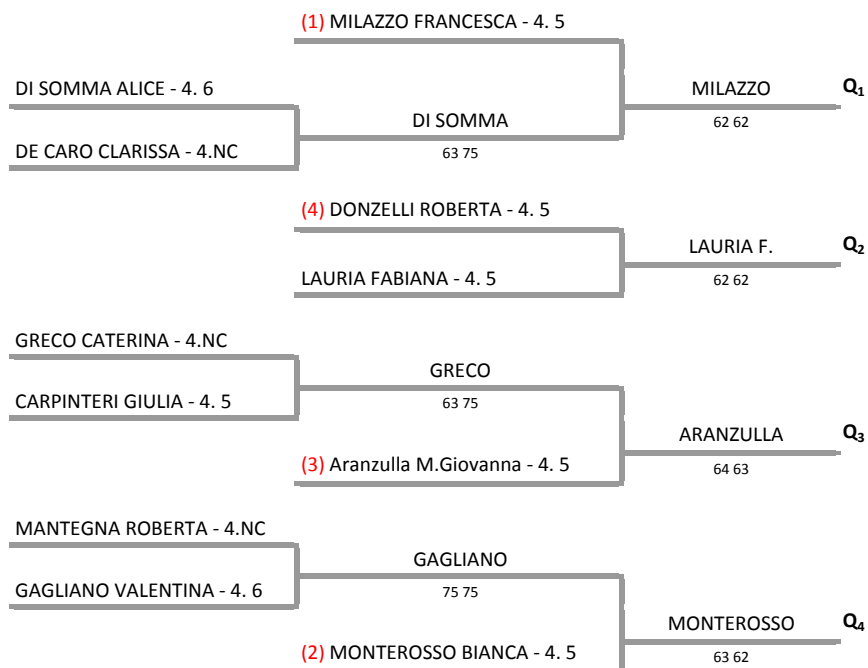 (1) MILAZZO FRANCESCA - 4. 5
DI SOMMA ALICE - 4. 6
MILAZZO
Q1
DI SOMMA
62 62
DE CARO CLARISSA - 4.NC
63 75
(4) DONZELLI ROBERTA - 4. 5
LAURIA F.
Q2
LAURIA FABIANA - 4. 5
62 62
GRECO CATERINA - 4.NC
GRECO
CARPINTERI GIULIA - 4. 5
63 75
ARANZULLA
Q3
(3) Aranzulla M.Giovanna - 4. 5
64 63
MANTEGNA ROBERTA - 4.NC
GAGLIANO
GAGLIANO VALENTINA - 4. 6
75 75
MONTEROSSO
Q4
(2) MONTEROSSO BIANCA - 4. 5
63 62